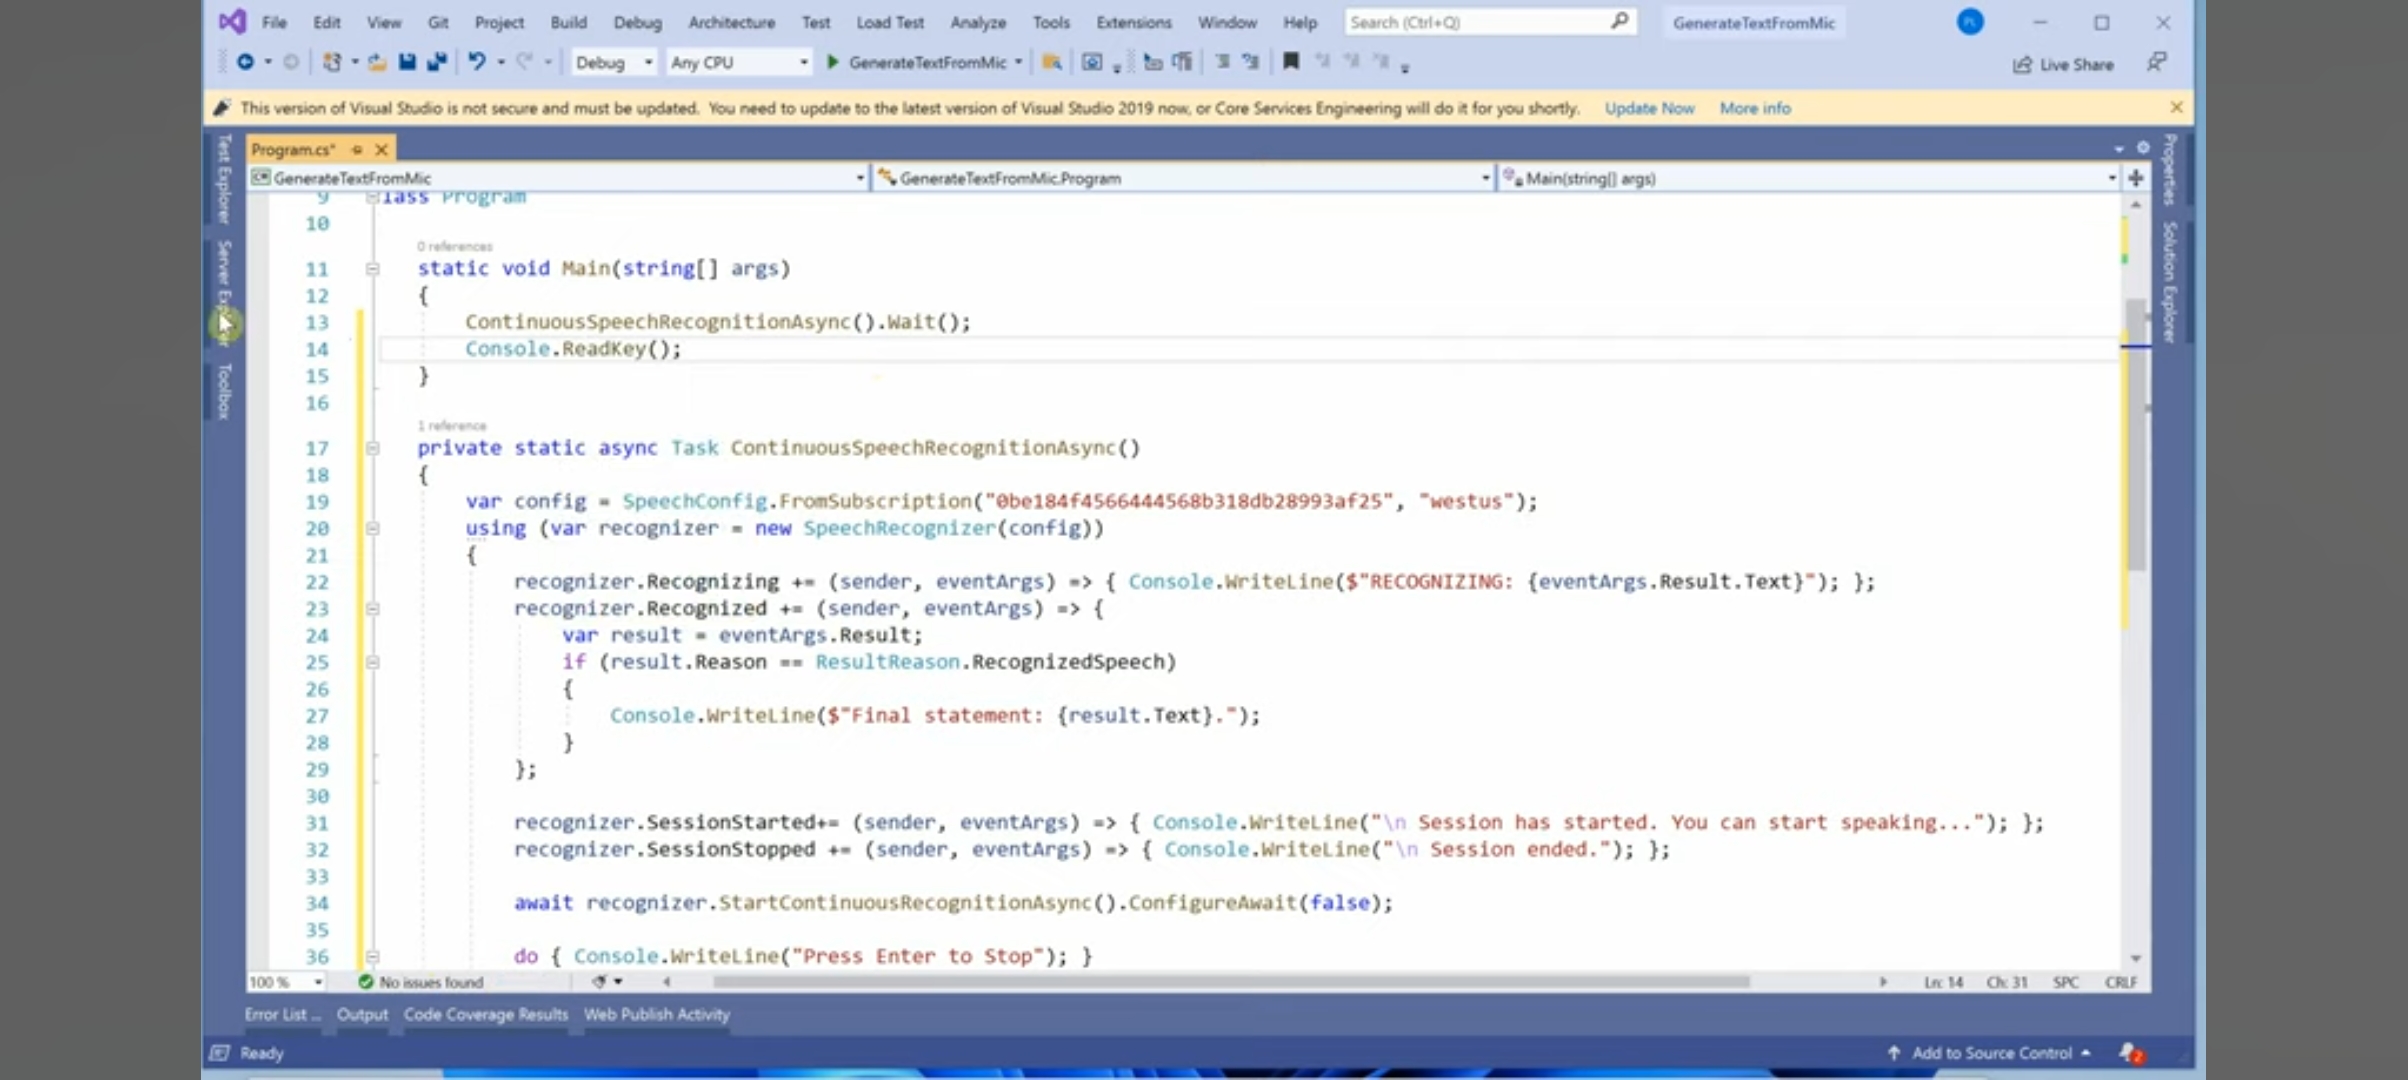 File Edit View Git Project Build Debug Architecture Test Load Test Analyze Tools Extensions Window Help Search (Ctrl+Q) GenerateTextFromMic
Debug Any CPU GenerateTextFromMic Live Share
This version of Visual Studio is not secure and must be updated. You need to update to the latest version of Visual Studio 2019 now, or Core Services Engineering will do it for you shortly. Update Now More info
Test Explorer
Server Explorer
Toolbox
Program.cs*
Properties
Solution Explorer
GenerateTextFromMic GenerateTextFromMic.Program Main(string[] args)
9 class Program
10
0 references
11 static void Main(string[] args)
12 {
13 ContinuousSpeechRecognitionAsync().Wait();
14 Console.ReadKey();
15 }
16
1 reference
17 private static async Task ContinuousSpeechRecognitionAsync()
18 {
19 var config = SpeechConfig.FromSubscription("0be184f4566444568b318db28993af25", "westus");
20 using (var recognizer = new SpeechRecognizer(config))
21 {
22 recognizer.Recognizing += (sender, eventArgs) => { Console.WriteLine($"RECOGNIZING: {eventArgs.Result.Text}"); };
23 recognizer.Recognized += (sender, eventArgs) => {
24 var result = eventArgs.Result;
25 if (result.Reason == ResultReason.RecognizedSpeech)
26 {
27 Console.WriteLine($"Final statement: {result.Text}.");
28 }
29 };
30
31 recognizer.SessionStarted+= (sender, eventArgs) => { Console.WriteLine("\n Session has started. You can start speaking..."); };
32 recognizer.SessionStopped += (sender, eventArgs) => { Console.WriteLine("\n Session ended."); };
33
34 await recognizer.StartContinuousRecognitionAsync().ConfigureAwait(false);
35
36 do { Console.WriteLine("Press Enter to Stop"); }
100 % No issues found Ln: 14 Ch: 31 SPC CRLF
Error List ... Output Code Coverage Results Web Publish Activity
Ready Add to Source Control 2